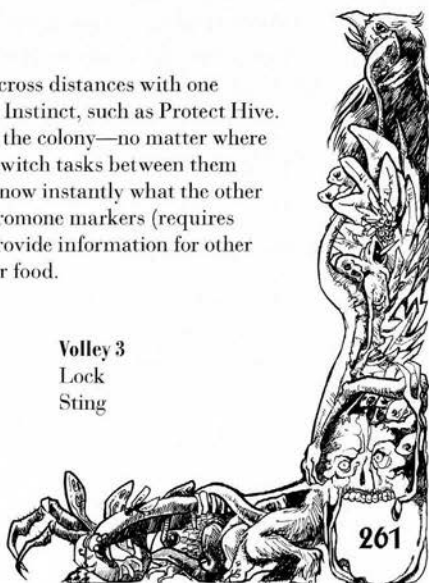 cross distances with one
Instinct, such as Protect Hive.
the colony—no matter where
witch tasks between them
now instantly what the other
romone markers (requires
rovide information for other
r food.
Volley 3
Lock
Sting
261